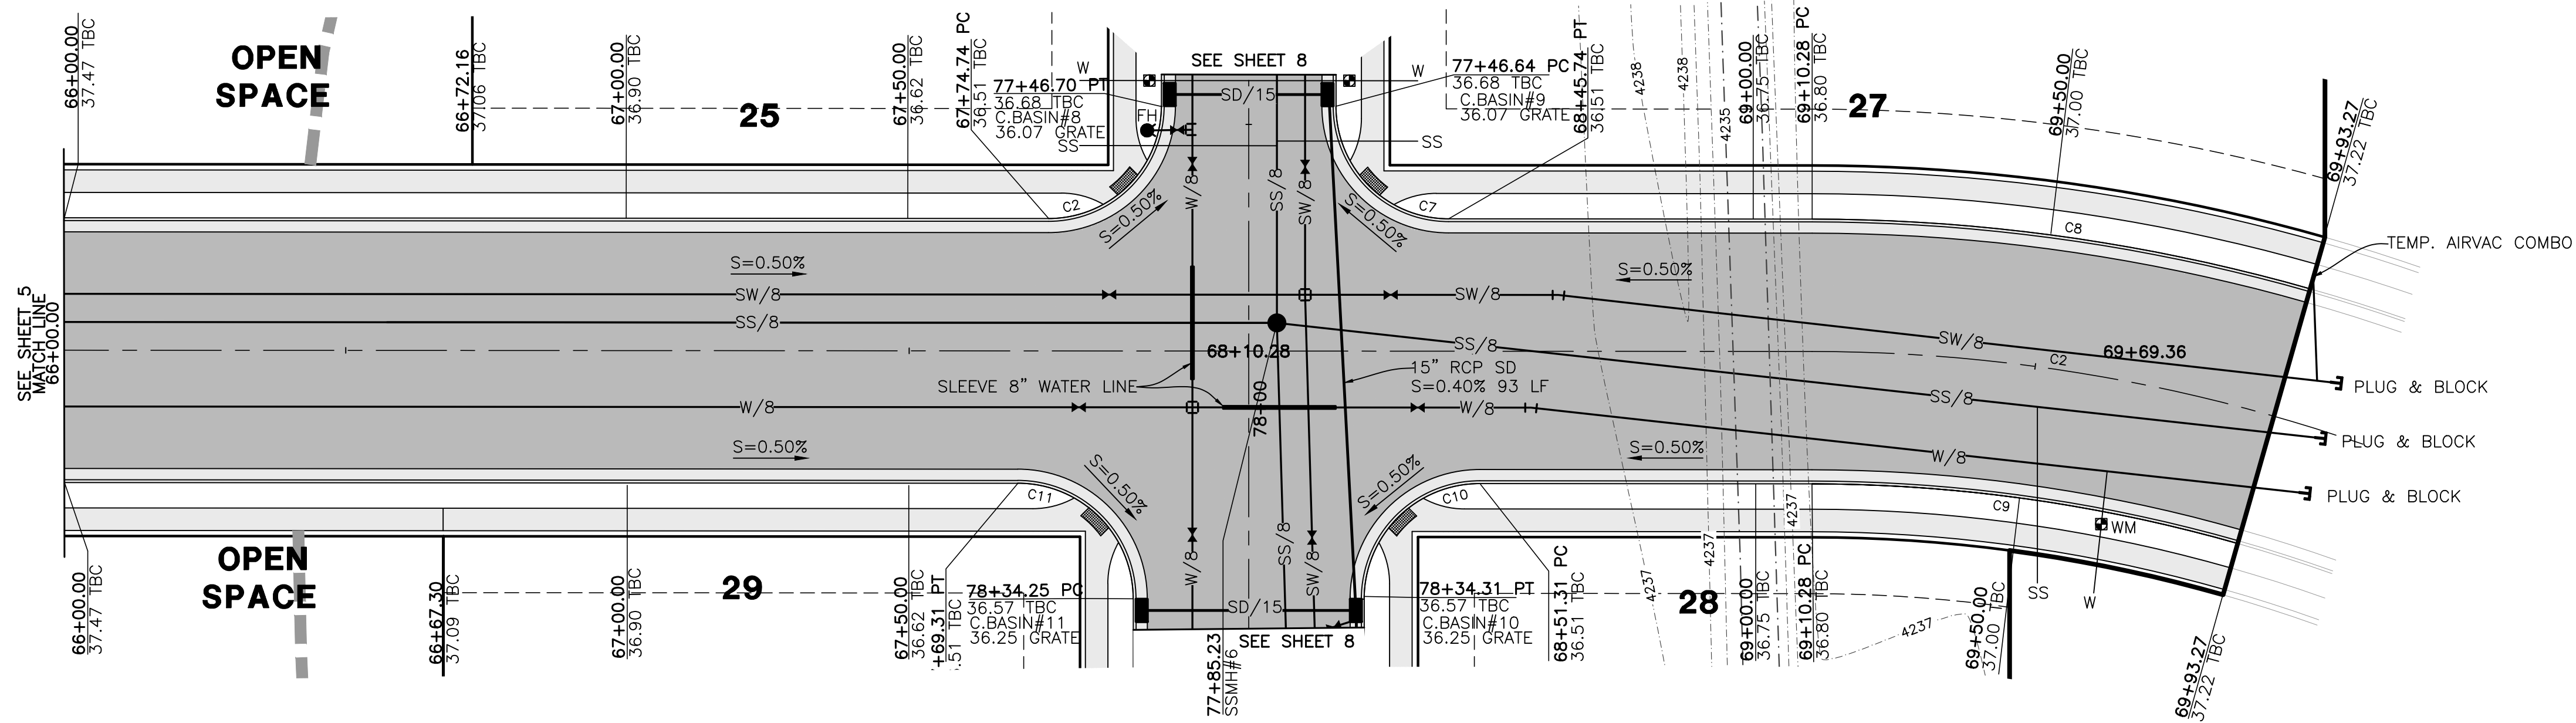 66+00.00
37.47 TBC
OPEN
SPACE
66+72.16
37.06 TBC
67+00.00
36.90 TBC
25
67+50.00
36.62 TBC
67+74.74 PC
36.51 TBC
77+46.70 PT
36.68 TBC
C.BASIN#8
36.07 GRATE
W
FH
SS
SEE SHEET 8
SD/15
W
SS
77+46.64 PC
36.68 TBC
C.BASIN#9
36.07 GRATE
68+45.74 PT
36.51 TBC
4238
4238
4235
69+00.00
36.75 TBC
69+10.28 PC
36.80 TBC
27
69+50.00
37.00 TBC
69+93.27
37.22 TBC
C2
S=0.50%
W/8
SS/8
SW/8
S=0.50%
C7
C8
TEMP. AIRVAC COMBO
S=0.50%
S=0.50%
SEE SHEET 5
MATCH LINE
66+00.00
SW/8
SW/8
SS/8
SS/8
SW/8
68+10.28
C2
69+69.36
SLEEVE 8" WATER LINE
78+00
15" RCP SD
S=0.40% 93 LF
PLUG & BLOCK
W/8
W/8
SS/8
PLUG & BLOCK
S=0.50%
S=0.50%
W/8
PLUG & BLOCK
C11
S=0.50%
S=0.50%
C10
C9
WM
W/8
SS/8
SW/8
4237
4237
4237
4237
OPEN
SPACE
66+00.00
37.47 TBC
66+67.30
37.09 TBC
67+00.00
36.90 TBC
29
67+50.00
36.62 TBC
+69.31 PT
.51 TBC
78+34.25 PC
36.57 TBC
C.BASIN#11
36.25 GRATE
SD/15
SEE SHEET 8
77+85.23
SSMH#6
78+34.31 PT
36.57 TBC
C.BASIN#10
36.25 GRATE
68+51.31 PC
36.51 TBC
28
69+00.00
36.75 TBC
69+10.28 PC
36.80 TBC
69+50.00
37.00 TBC
SS
W
69+93.27
37.22 TBC